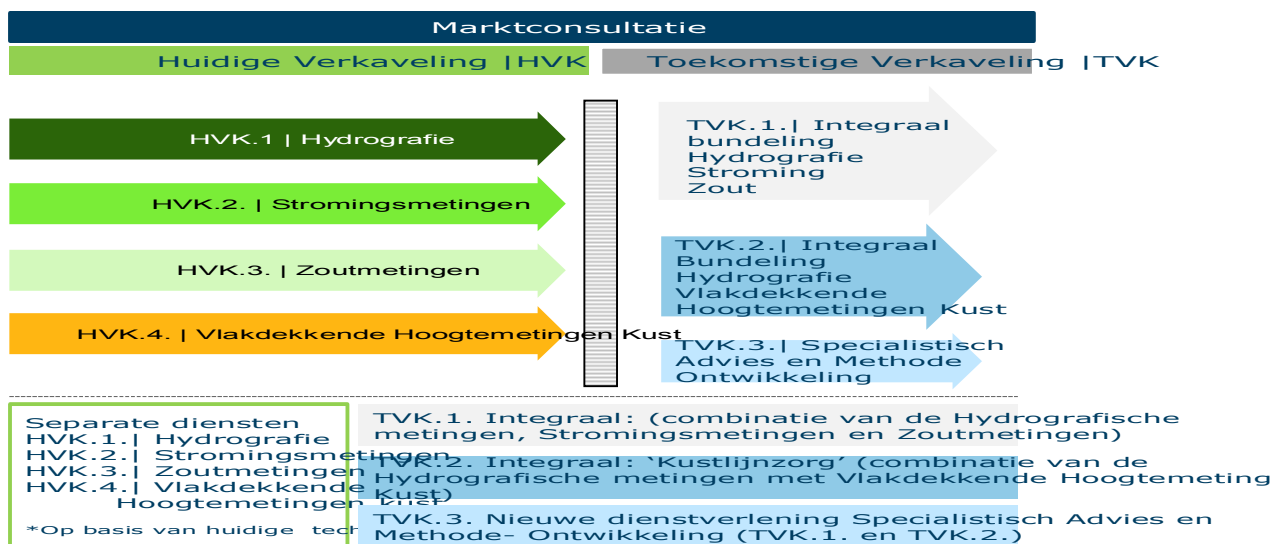 Marktconsultatie
Huidige Verkaveling |HVK
Toekomstige Verkaveling |TVK
HVK.1 | Hydrografie
HVK.2. | Stromingsmetingen
HVK.3. | Zoutmetingen
HVK.4. | Vlakdekkende Hoogtemetingen Kust
TVK.1.| Integraal
bundeling
Hydrografie
Stroming
Zout
TVK.2.| Integraal
Bundeling
Hydrografie
Vlakdekkende
Hoogtemetingen Kust
TVK.3.| Specialistisch
Advies en Methode
Ontwikkeling
Separate diensten
HVK.1.| Hydrografie
HVK.2.| Stromingsmetingen
HVK.3.| Zoutmetingen
HVK.4.| Vlakdekkende
Hoogtemetingen Kust
*Op basis van huidige
TVK.1. Integraal: (combinatie van de Hydrografische
metingen, Stromingsmetingen en Zoutmetingen)
TVK.2. Integraal: ‘Kustlijnzorg’ (combinatie van de
Hydrografische metingen met Vlakdekkende Hoogtemeting
Kust)
TVK.3. Nieuwe dienstverlening Specialistisch Advies en
Methode- Ontwikkeling (TVK.1. en TVK.2.)